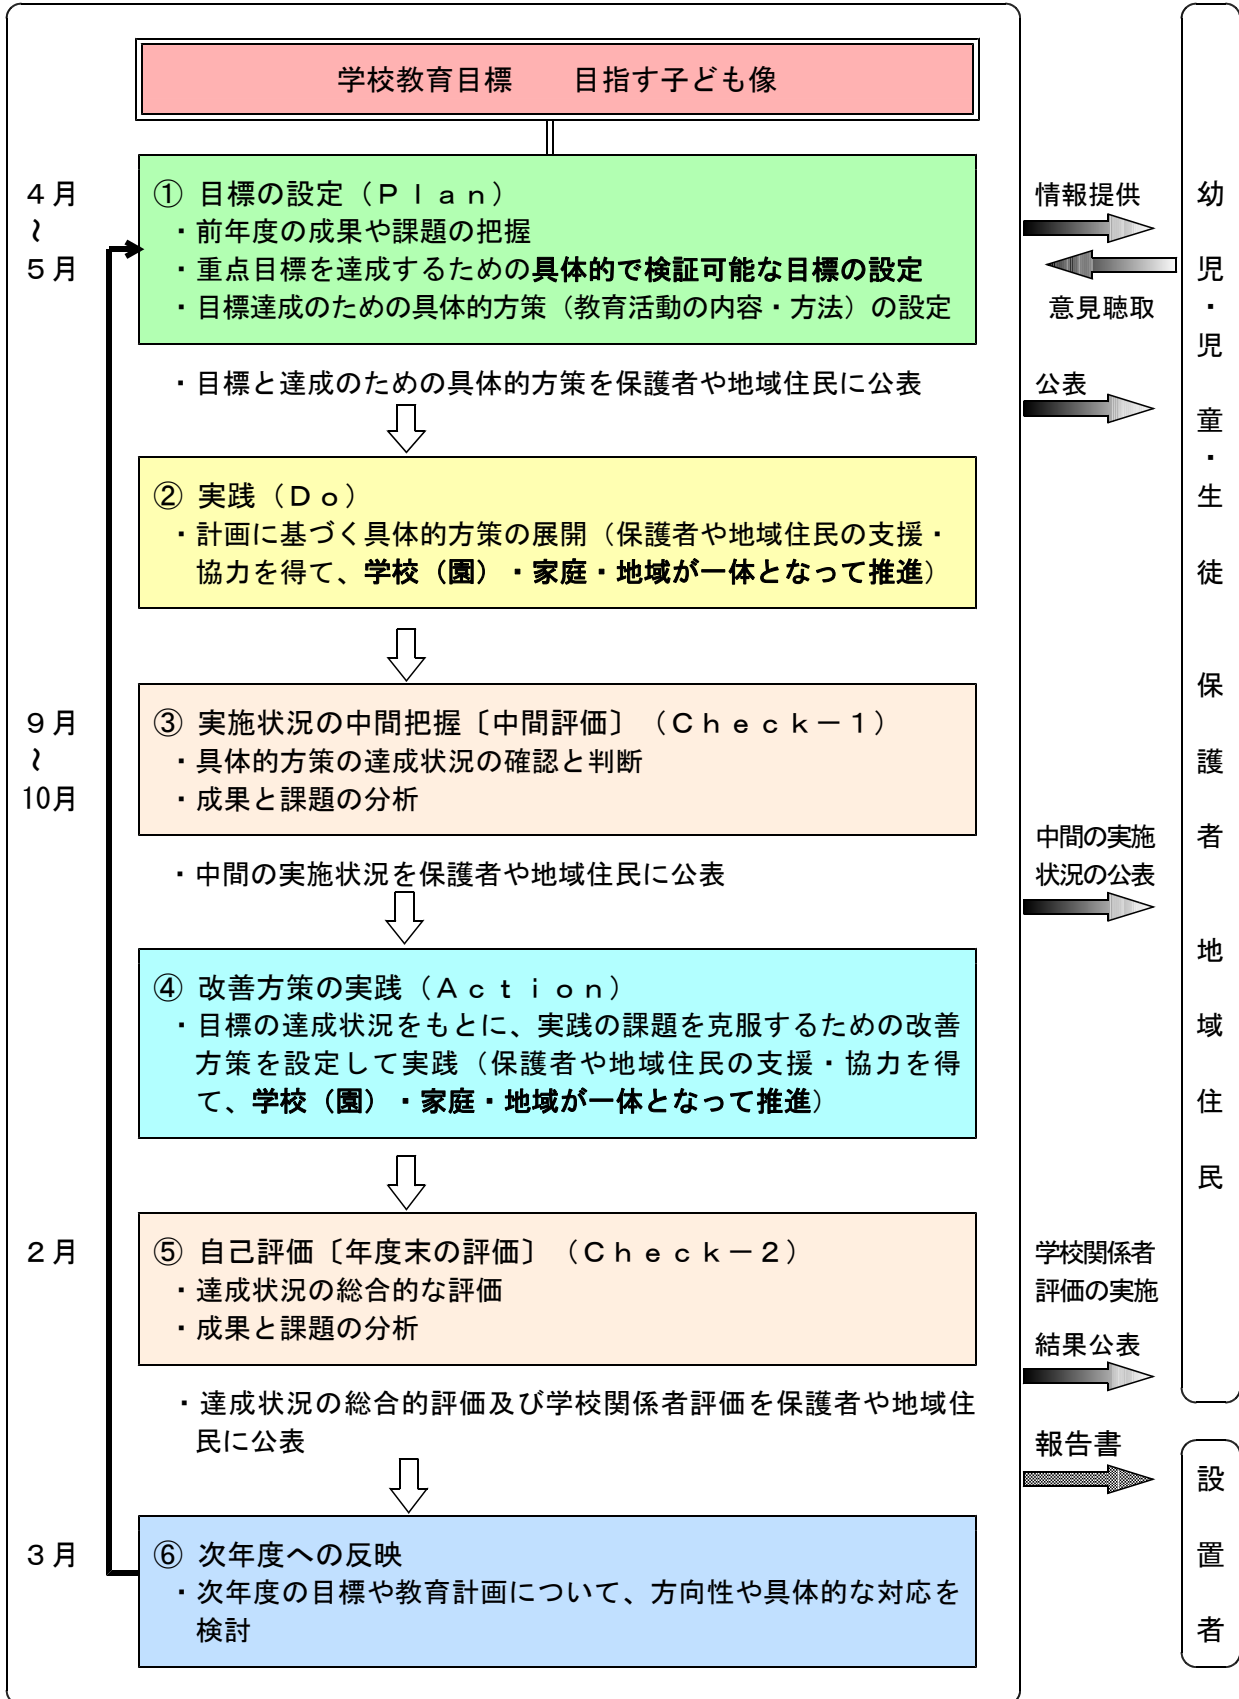 学校教育目標　　目指す子ども像
4月
～
5月
① 目標の設定（Ｐｌａｎ）
・前年度の成果や課題の把握
・重点目標を達成するための具体的で検証可能な目標の設定
・目標達成のための具体的方策（教育活動の内容・方法）の設定
・目標と達成のための具体的方策を保護者や地域住民に公表
情報提供
意見聴取
公表
② 実践（Ｄｏ）
・計画に基づく具体的方策の展開（保護者や地域住民の支援・
協力を得て、学校（園）・家庭・地域が一体となって推進）
9月
～
10月
③ 実施状況の中間把握〔中間評価〕（Ｃｈｅｃｋ－１）
・具体的方策の達成状況の確認と判断
・成果と課題の分析
・中間の実施状況を保護者や地域住民に公表
中間の実施
状況の公表
④ 改善方策の実践（Ａｃｔｉｏｎ）
・目標の達成状況をもとに、実践の課題を克服するための改善
方策を設定して実践（保護者や地域住民の支援・協力を得
て、学校（園）・家庭・地域が一体となって推進）
2月
⑤ 自己評価〔年度末の評価〕（Ｃｈｅｃｋ－２）
・達成状況の総合的な評価
・成果と課題の分析
・達成状況の総合的評価及び学校関係者評価を保護者や地域住
民に公表
学校関係者
評価の実施
結果公表
報告書
3月
⑥ 次年度への反映
・次年度の目標や教育計画について、方向性や具体的な対応を
検討
幼児・児童・生徒　保護者　地域住民
設置者